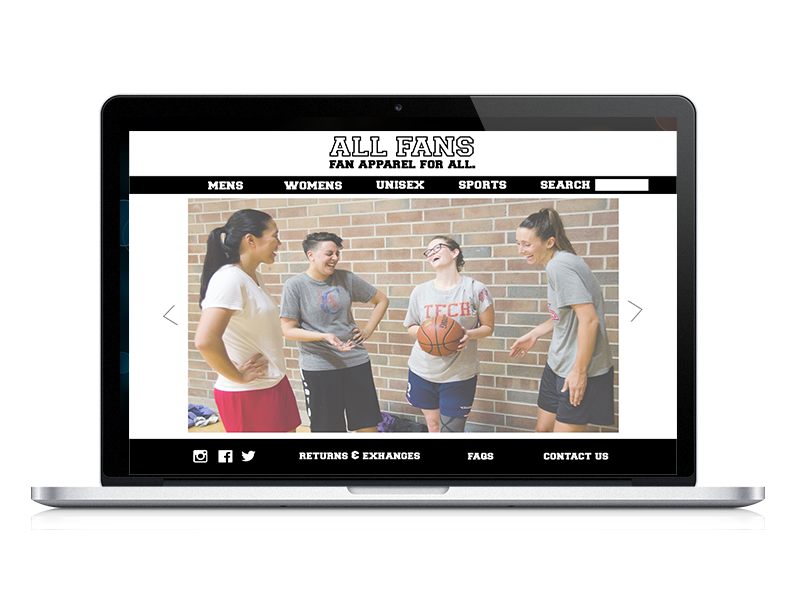 ALL FANS
FAN APPAREL FOR ALL.
MENS WOMENS UNISEX SPORTS SEARCH
TECH
RETURNS & EXHANGES FAQS CONTACT US